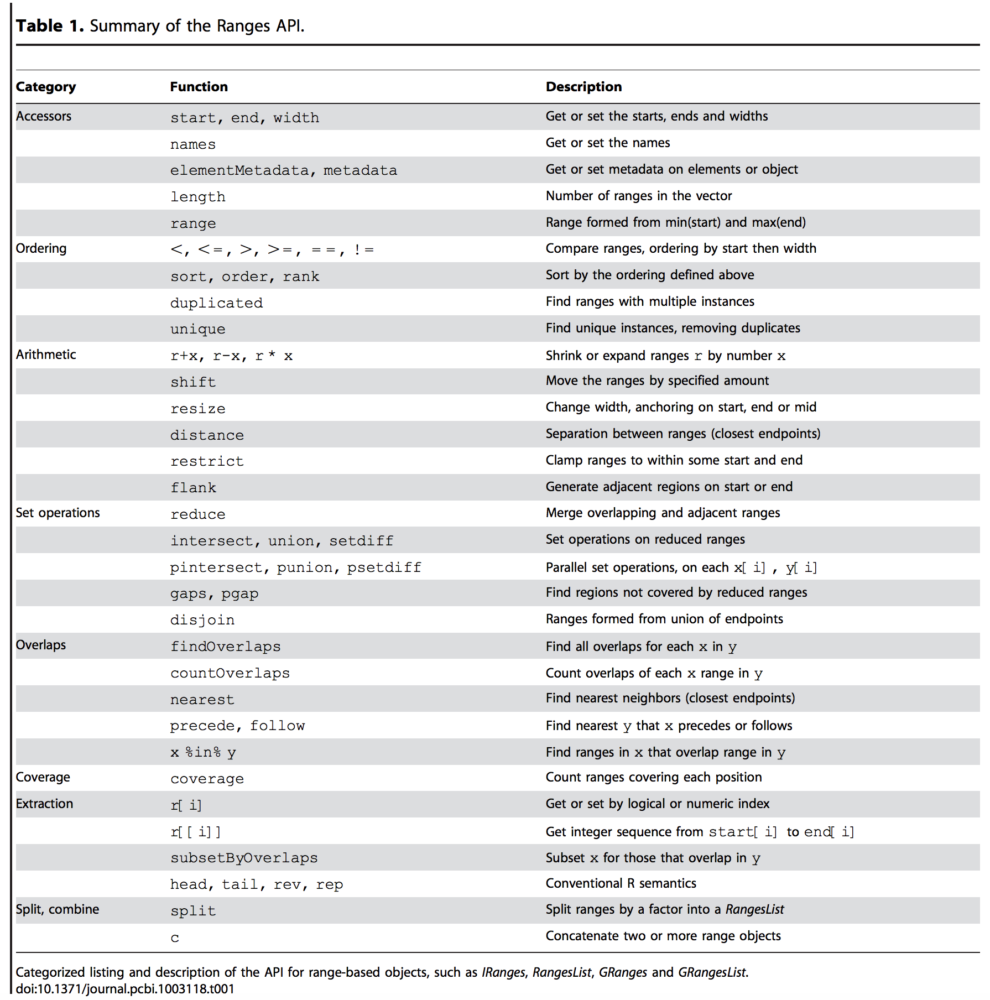 Table 1. Summary of the Ranges API.
Category Function Description
Accessors start, end, width Get or set the starts, ends and widths
names Get or set the names
elementMetadata, metadata Get or set metadata on elements or object
length Number of ranges in the vector
range Range formed from min(start) and max(end)
Ordering <, <=, >, >=, ==, != Compare ranges, ordering by start then width
sort, order, rank Sort by the ordering defined above
duplicated Find ranges with multiple instances
unique Find unique instances, removing duplicates
Arithmetic r+x, r-x, r * x Shrink or expand ranges r by number x
shift Move the ranges by specified amount
resize Change width, anchoring on start, end or mid
distance Separation between ranges (closest endpoints)
restrict Clamp ranges to within some start and end
flank Generate adjacent regions on start or end
Set operations reduce Merge overlapping and adjacent ranges
intersect, union, setdiff Set operations on reduced ranges
pintersect, punion, psetdiff Parallel set operations, on each x[ i] , y[ i]
gaps, pgap Find regions not covered by reduced ranges
disjoin Ranges formed from union of endpoints
Overlaps findOverlaps Find all overlaps for each x in y
countOverlaps Count overlaps of each x range in y
nearest Find nearest neighbors (closest endpoints)
precede, follow Find nearest y that x precedes or follows
x %in% y Find ranges in x that overlap range in y
Coverage coverage Count ranges covering each position
Extraction r[ i] Get or set by logical or numeric index
r[ [ i] ] Get integer sequence from start[ i] to end[ i]
subsetByOverlaps Subset x for those that overlap in y
head, tail, rev, rep Conventional R semantics
Split, combine split Split ranges by a factor into a RangesList
c Concatenate two or more range objects
Categorized listing and description of the API for range-based objects, such as IRanges, RangesList, GRanges and GRangesList.
doi:10.1371/journal.pcbi.1003118.t001